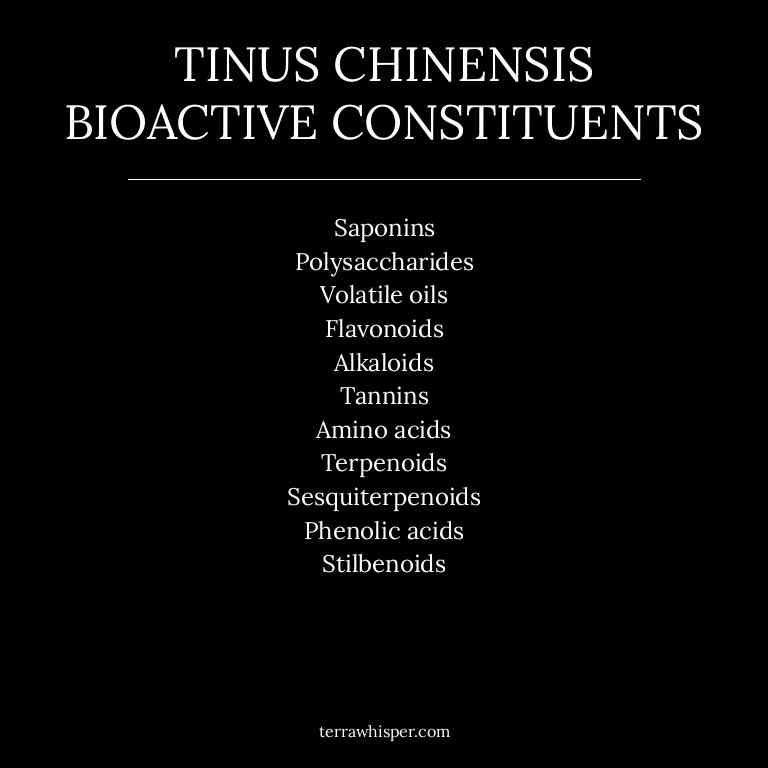 TINUS CHINENSIS
BIOACTIVE CONSTITUENTS
Saponins
Polysaccharides
Volatile oils
Flavonoids
Alkaloids
Tannins
Amino acids
Terpenoids
Sesquiterpenoids
Phenolic acids
Stilbenoids
terrawhisper.com